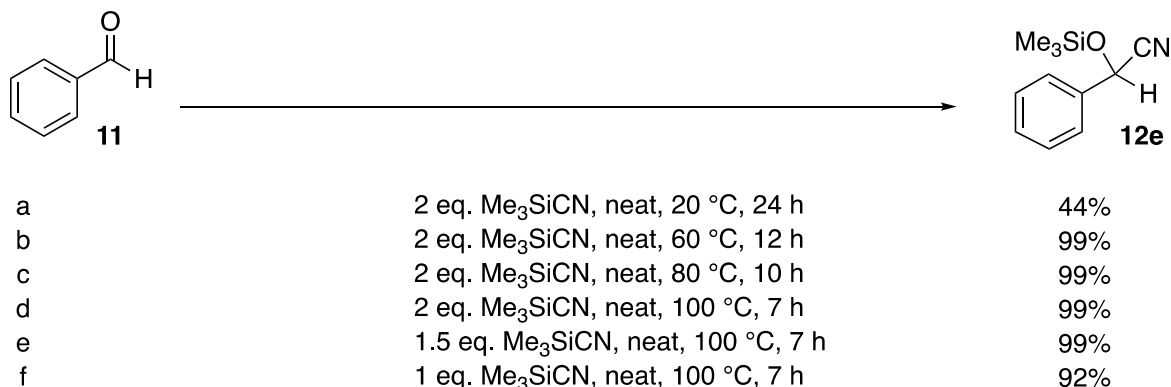 O
H
11
Me₃SiO CN
H
12e
a 2 eq. Me₃SiCN, neat, 20 °C, 24 h 44%
b 2 eq. Me₃SiCN, neat, 60 °C, 12 h 99%
c 2 eq. Me₃SiCN, neat, 80 °C, 10 h 99%
d 2 eq. Me₃SiCN, neat, 100 °C, 7 h 99%
e 1.5 eq. Me₃SiCN, neat, 100 °C, 7 h 99%
f 1 eq. Me₃SiCN, neat, 100 °C, 7 h 92%